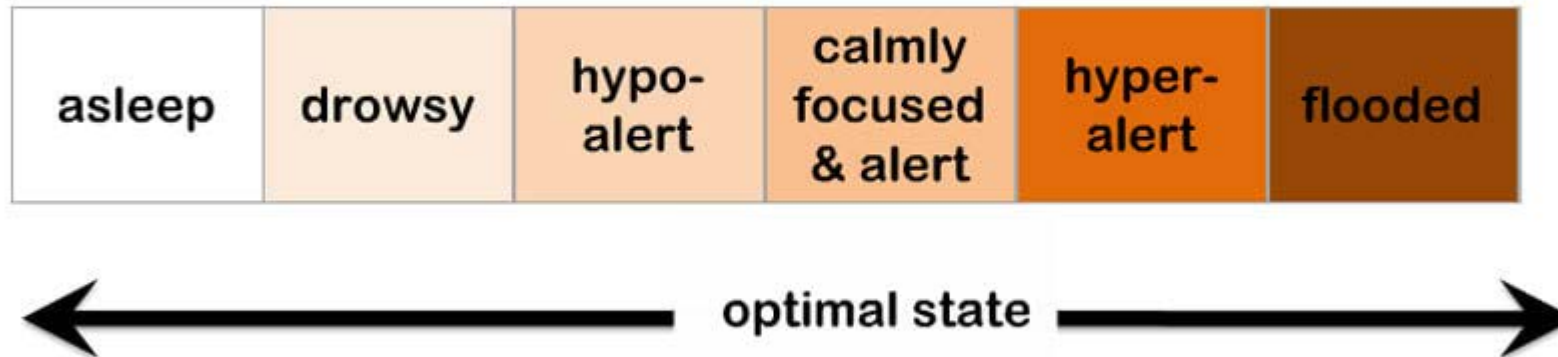 asleep
drowsy
hypo-
alert
calmly
focused
& alert
hyper-
alert
flooded
optimal state